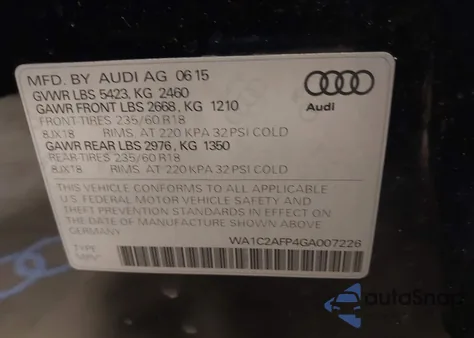 MFD. BY AUDI AG 06 15
GVWR LBS 5423, KG 2460
GAWR FRONT LBS 2668, KG 1210
FRONT-TIRES 235/60 R18
8JX18 RIMS, AT 220 KPA 32 PSI COLD
GAWR REAR LBS 2976, KG 1350
REAR-TIRES 235/60 R18
8JX18 RIMS, AT 220 KPA 32 PSI COLD
THIS VEHICLE CONFORMS TO ALL APPLICABLE
U.S. FEDERAL MOTOR VEHICLE SAFETY AND
THEFT PREVENTION STANDARDS IN EFFECT ON
THE DATE OF MANUFACTURE SHOWN ABOVE.
GERMANY
WA1C2AFP4GA007226
TYPE:
MPV
Audi
autoSnap